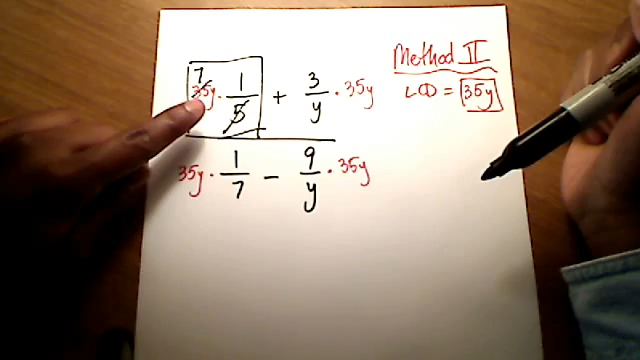 Method II
LCD = 35y
7
35y · 1/5 + 3/y · 35y
35y · 1/7 − 9/y · 35y